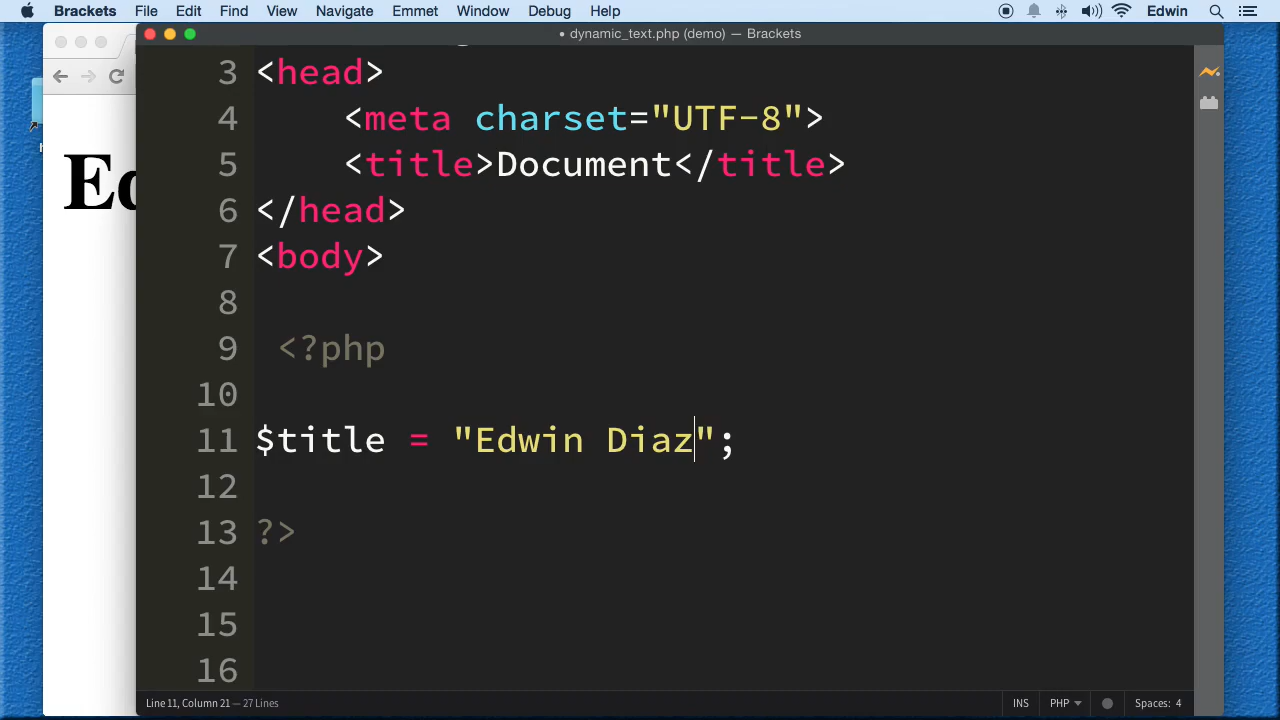 Brackets File Edit Find View Navigate Emmet Window Debug Help Edwin
• dynamic_text.php (demo) — Brackets
3 <head>
4 <meta charset="UTF-8">
5 <title>Document</title>
6 </head>
7 <body>
8
9 <?php
10
11 $title = "Edwin Diaz";
12
13 ?>
14
15
16
Line 11, Column 21 — 27 Lines INS PHP Spaces: 4